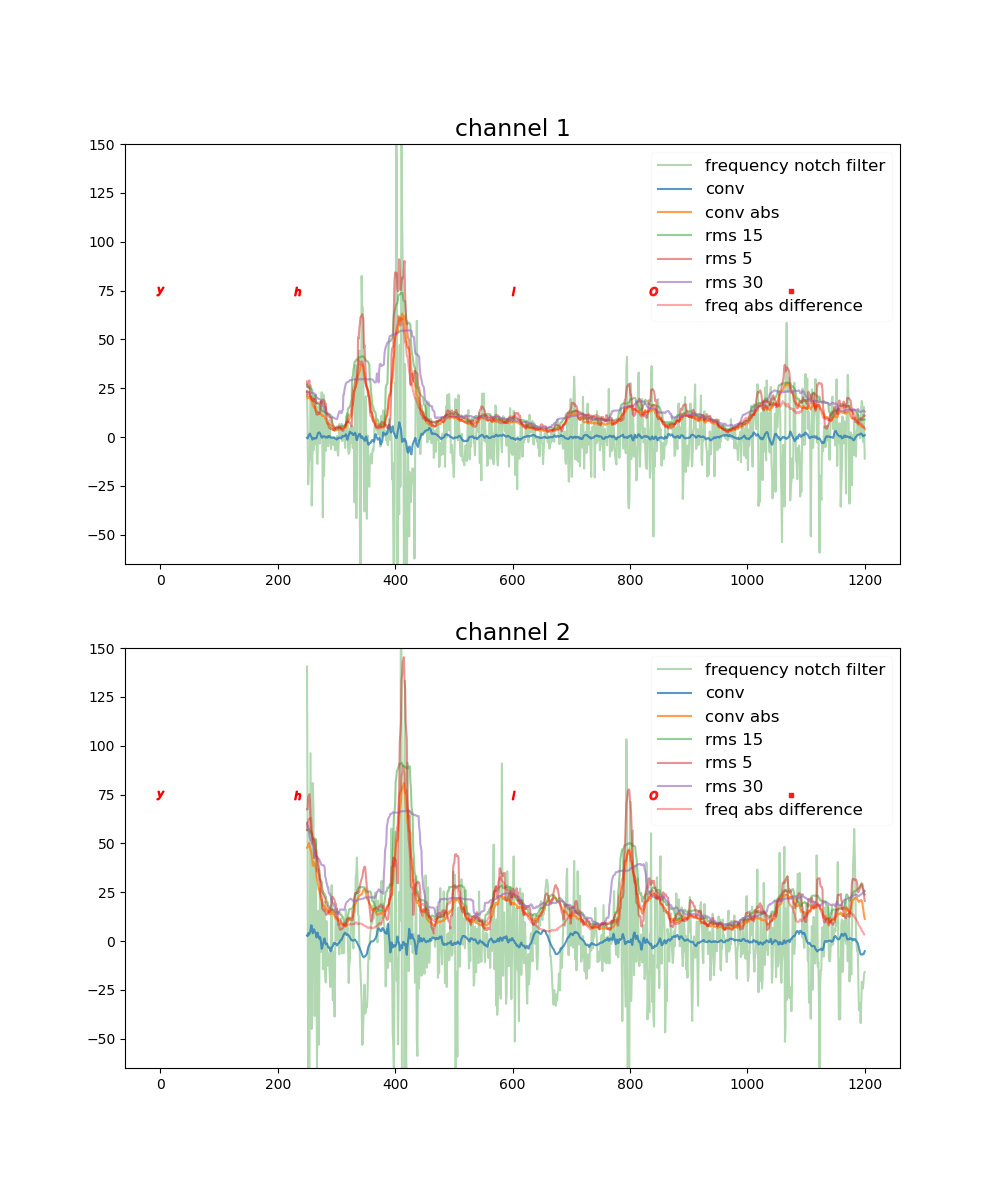 channel 1
150
125
100
75
50
25
0
−25
−50
frequency notch filter
conv
conv abs
rms 15
rms 5
rms 30
freq abs difference
y h l O .
0 200 400 600 800 1000 1200
channel 2
150
125
100
75
50
25
0
−25
−50
frequency notch filter
conv
conv abs
rms 15
rms 5
rms 30
freq abs difference
y h l O .
0 200 400 600 800 1000 1200